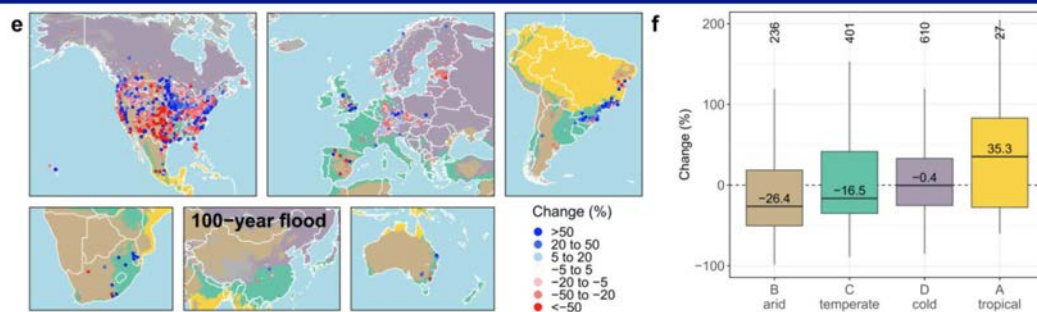 e
100−year flood
Change (%)
>50
20 to 50
5 to 20
−5 to 5
−20 to −5
−50 to −20
<−50
f
Change (%)
200
100
0
−100
236
401
610
27
−26.4
−16.5
−0.4
35.3
B
arid
C
temperate
D
cold
A
tropical